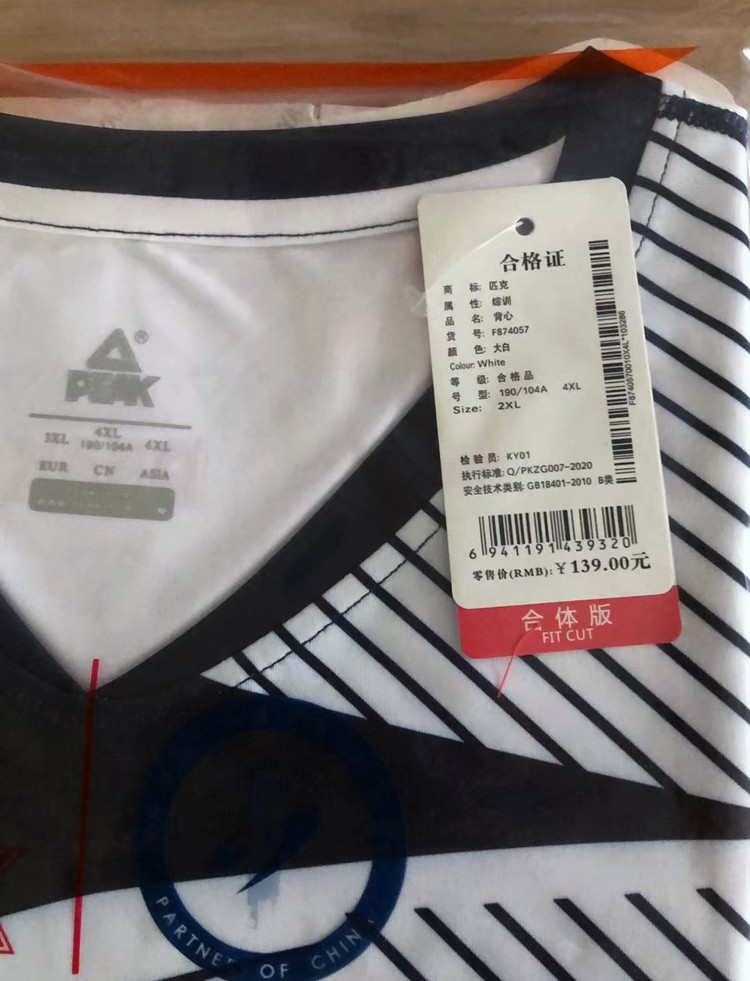 合格证
商 标: 匹克
属 性: 综训
品 名: 背心
货 号: F874057
颜 色: 大白
Colour: White
等 级: 合格品
号 型: 190/104A 4XL
Size: 2XL
检 验 员: KY01
执行标准: Q/PKZG007-2020
安全技术类别: GB18401-2010 B类
6 941191 439320
零售价(RMB): ¥139.00元
合体版
FIT CUT
®
PEAK
4XL
3XL 190/104A 4XL
EUR CN ASIA
PARTNER OF CHINA